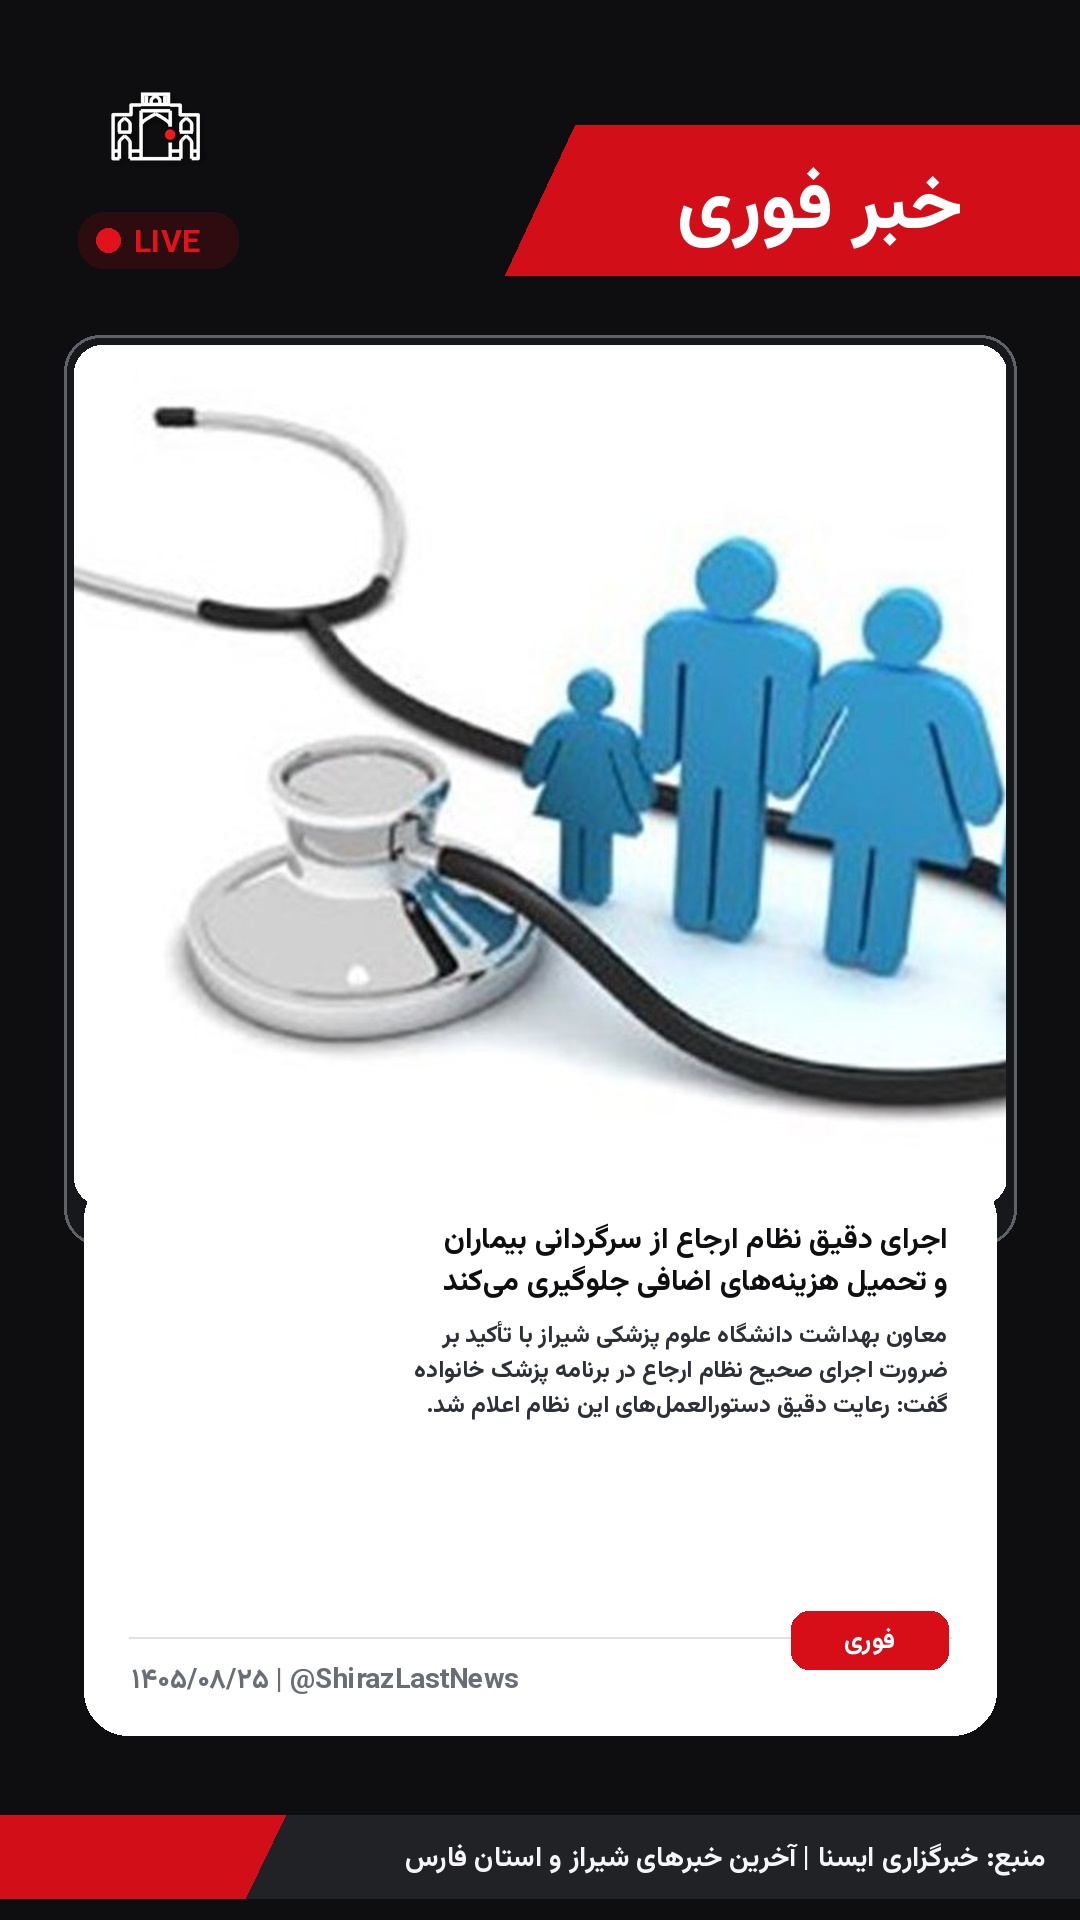 LIVE
خبر فوری
اجرای دقیق نظام ارجاع از سرگردانی بیماران
و تحمیل هزینه‌های اضافی جلوگیری می‌کند
معاون بهداشت دانشگاه علوم پزشکی شیراز با تأکید بر
ضرورت اجرای صحیح نظام ارجاع در برنامه پزشک خانواده
گفت: رعایت دقیق دستورالعمل‌های این نظام اعلام شد.
فوری
۱۴۰۵/۰۸/۲۵ | @ShirazLastNews
منبع: خبرگزاری ایسنا | آخرین خبرهای شیراز و استان فارس